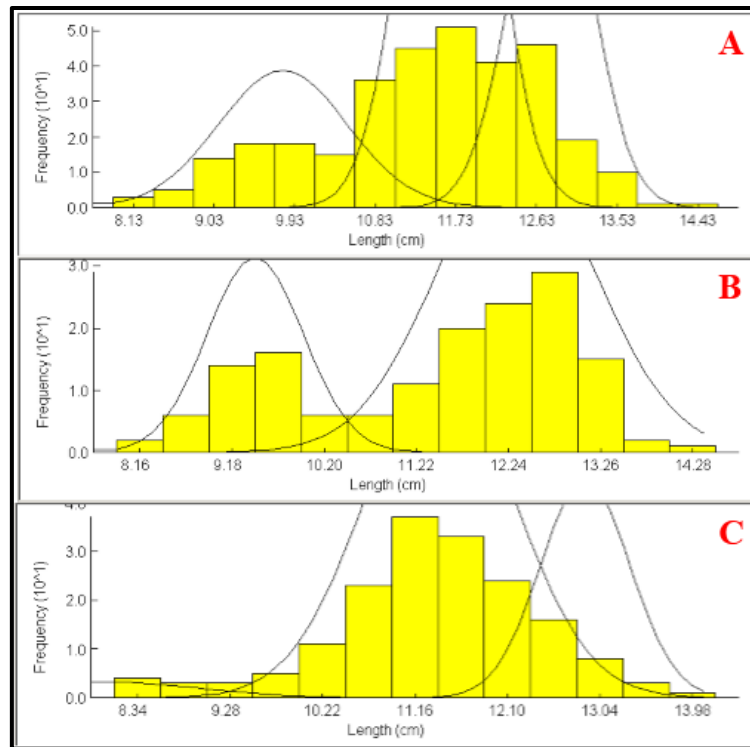 A
Frequency (10^1)
5.0
4.0
3.0
2.0
1.0
0.0
8.13 9.03 9.93 10.83 11.73 12.63 13.53 14.43
Length (cm)
B
Frequency (10^1)
3.0
2.0
1.0
0.0
8.16 9.18 10.20 11.22 12.24 13.26 14.28
Length (cm)
C
Frequency (10^1)
4.0
3.0
2.0
1.0
0.0
8.34 9.28 10.22 11.16 12.10 13.04 13.98
Length (cm)